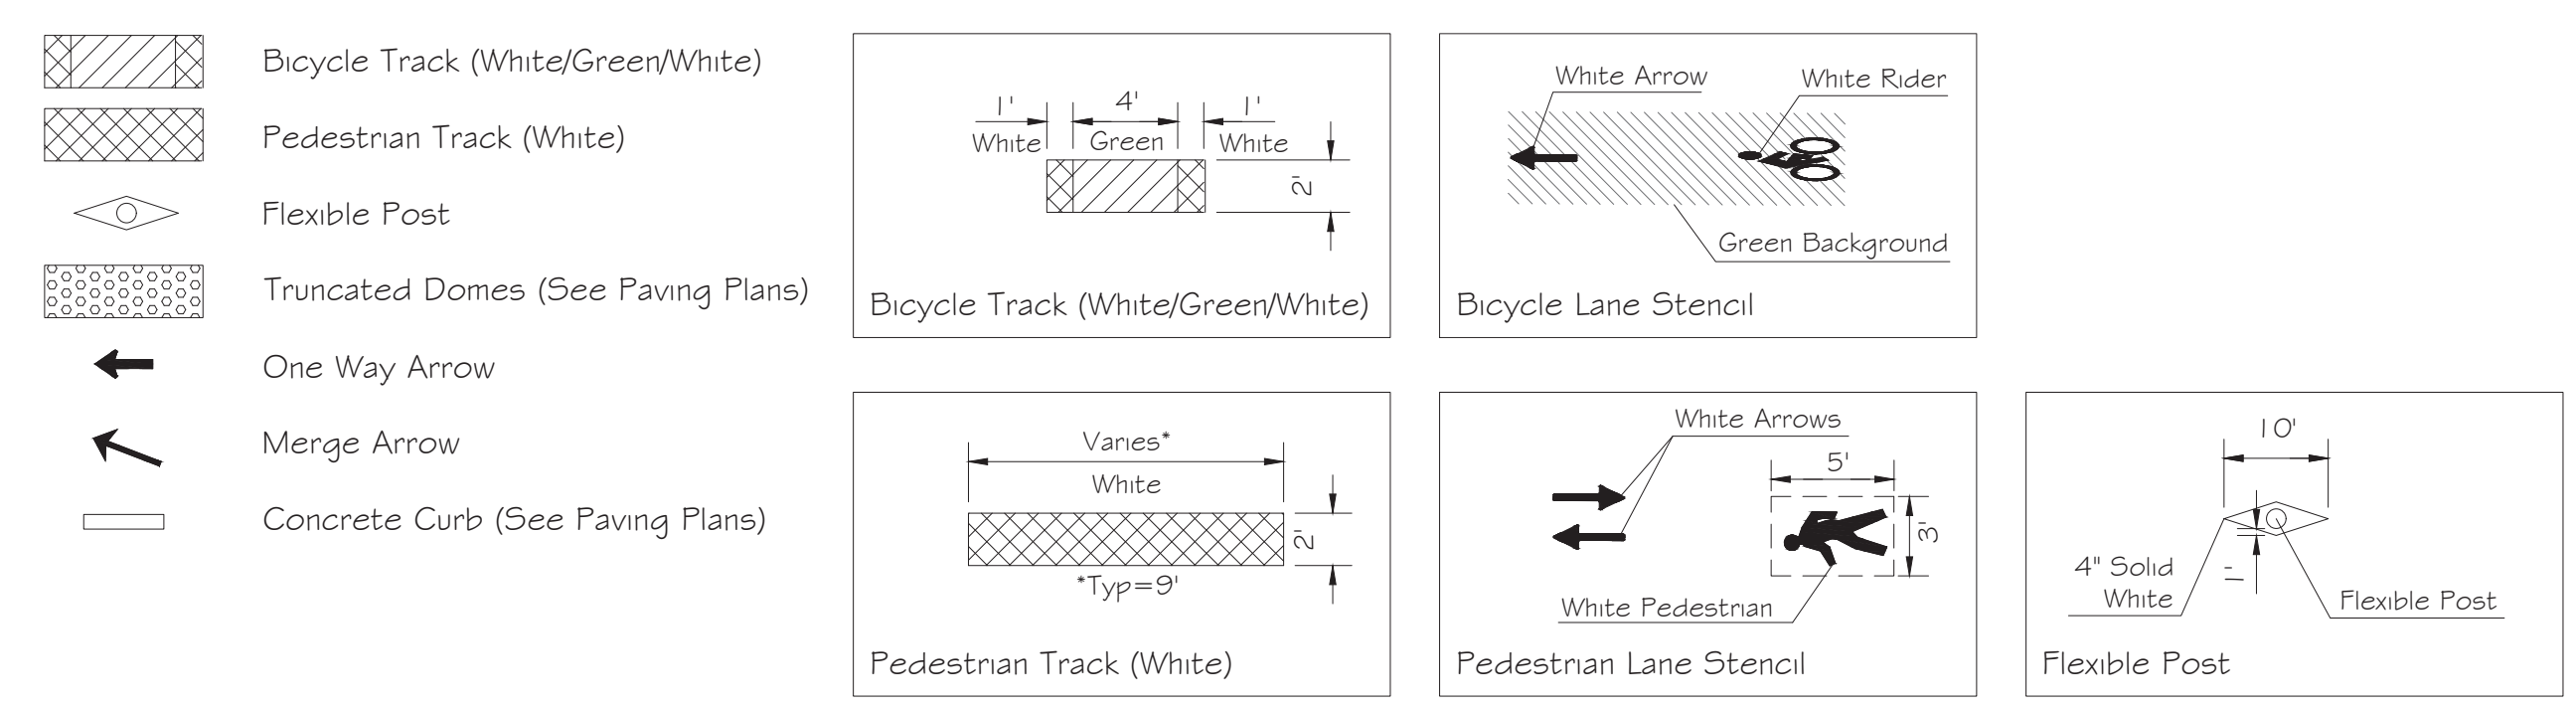 Bicycle Track (White/Green/White)
Pedestrian Track (White)
Flexible Post
Truncated Domes (See Paving Plans)
One Way Arrow
Merge Arrow
Concrete Curb (See Paving Plans)
1' 4' 1'
White Green White
2'
Bicycle Track (White/Green/White)
White Arrow
White Rider
Green Background
Bicycle Lane Stencil
Varies*
White
2'
*Typ=9'
Pedestrian Track (White)
White Arrows
5'
3'
White Pedestrian
Pedestrian Lane Stencil
10'
4" Solid
White
1'
Flexible Post
Flexible Post